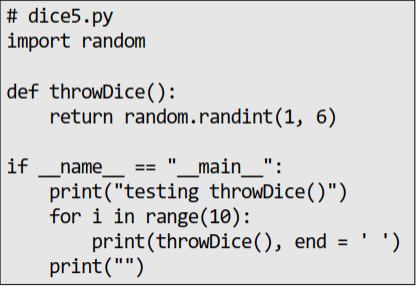 # dice5.py
import random

def throwDice():
    return random.randint(1, 6)

if __name__ == "__main__":
    print("testing throwDice()")
    for i in range(10):
        print(throwDice(), end = ' ')
    print("")